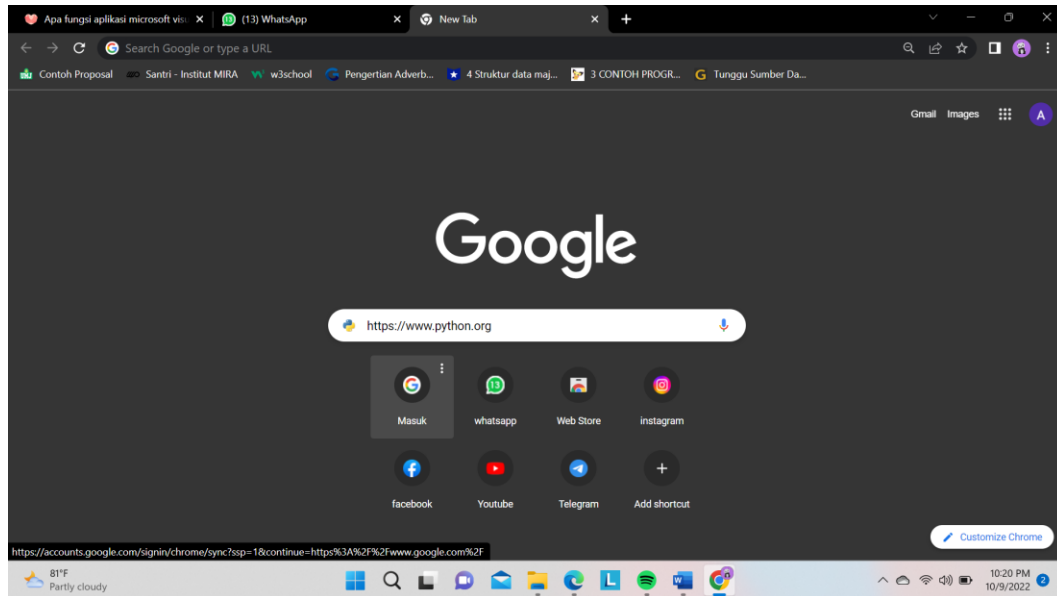 Apa fungsi aplikasi microsoft visu
(13) WhatsApp
New Tab
Search Google or type a URL
Contoh Proposal
Santri - Institut MIRA
w3school
Pengertian Adverb...
4 Struktur data maj...
3 CONTOH PROGR...
Tunggu Sumber Da...
Gmail Images
A
Google
https://www.python.org
13
Masuk whatsapp Web Store instagram
facebook Youtube Telegram Add shortcut
Customize Chrome
https://accounts.google.com/signin/chrome/sync?ssp=1&continue=https%3A%2F%2Fwww.google.com%2F
81°F
Partly cloudy
10:20 PM
10/9/2022
2